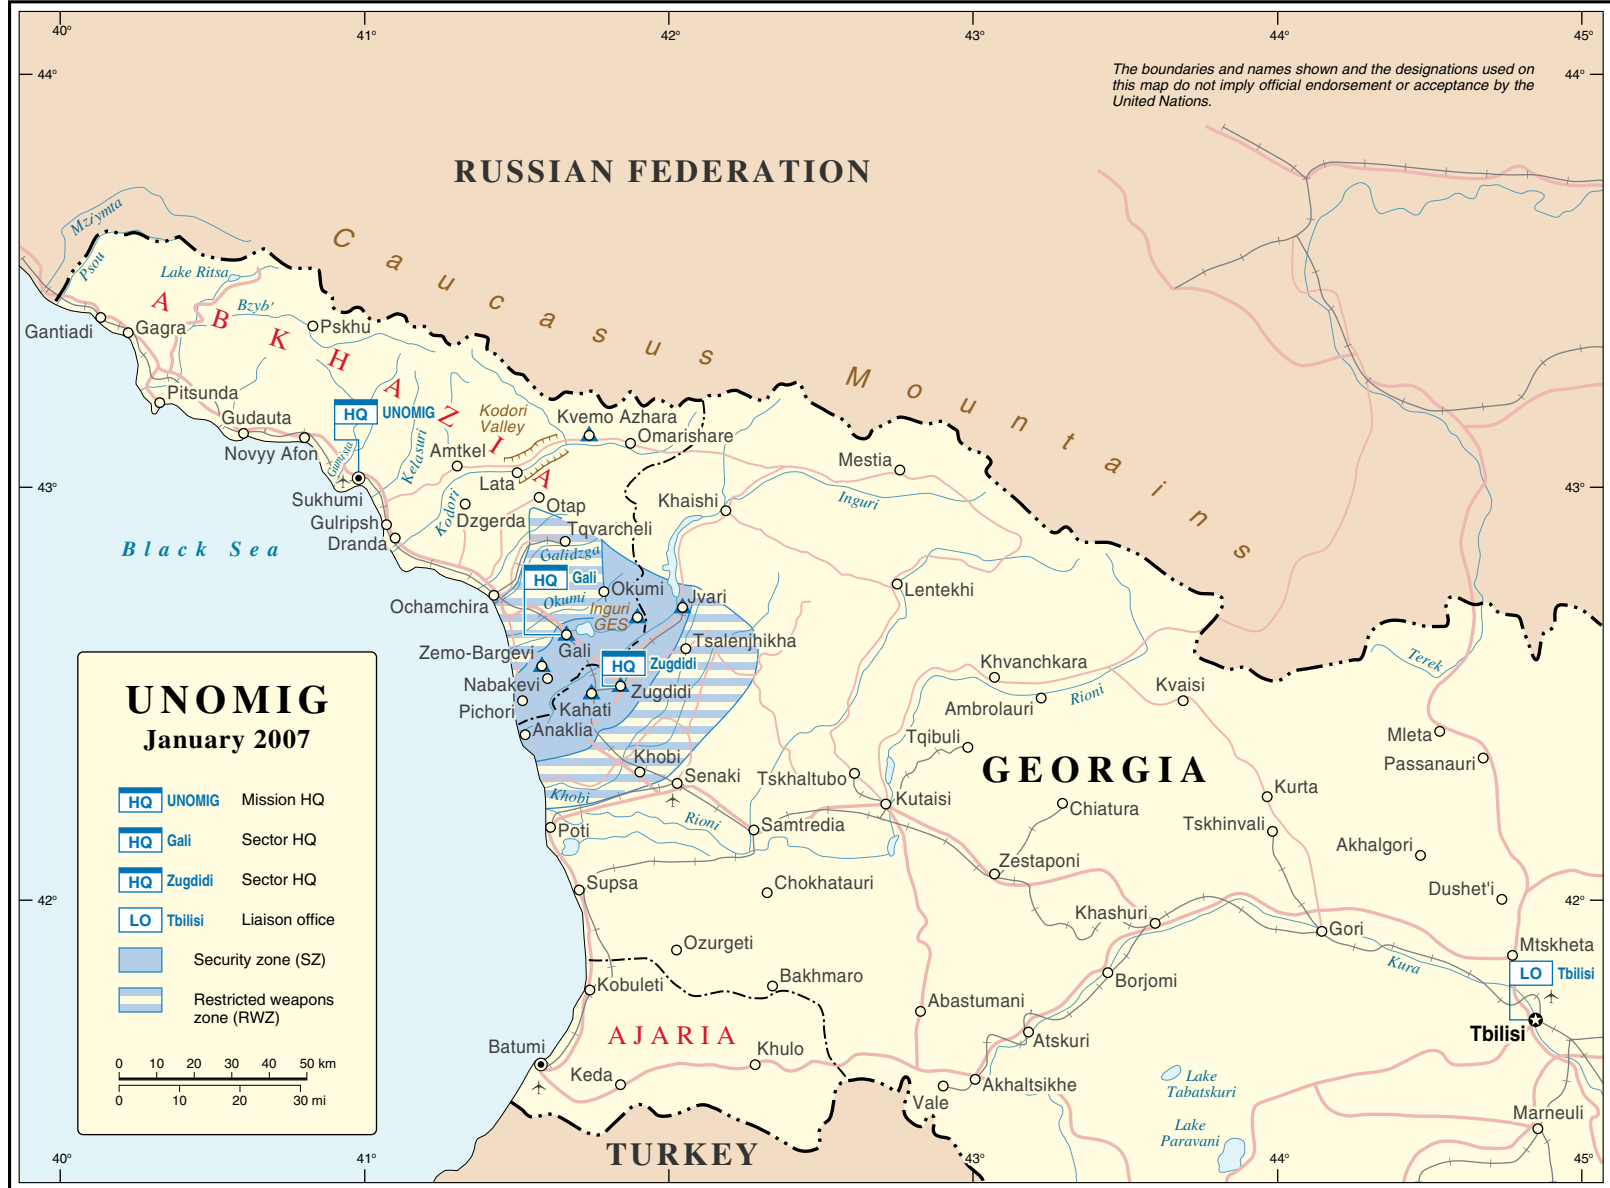 40°
41°
42°
43°
44°
45°
44°
44°
The boundaries and names shown and the designations used on
this map do not imply official endorsement or acceptance by the
United Nations.
RUSSIAN FEDERATION
Caucasus Mountains
Mziymta
Psou
Lake Ritsa
Bzyb'
ABKHAZIA
Gantiadi
Gagra
Pskhu
Pitsunda
Gudauta
Novyy Afon
HQ UNOMIG
Gumista
Kelasuri
Kodori
Valley
Kvemo Azhara
Omarishare
Amtkel
Lata
Mestia
43°
43°
Sukhumi
Kodori
Otap
Khaishi
Inguri
Gulripsh
Dzgerda
Tqvarcheli
Dranda
Black Sea
Galidzga
HQ Gali
Okumi
Okumi
Jvari
Lentekhi
Ochamchira
Inguri
GES
Tsalenjhikha
Zemo-Bargevi
Gali
HQ Zugdidi
Khvanchkara
Terek
Nabakevi
Zugdidi
Rioni
Kvaisi
Pichori
Kahati
Ambrolauri
Anaklia
Tqibuli
Mleta
Khobi
Senaki
Tskhaltubo
GEORGIA
Passanauri
Khobi
Kutaisi
Chiatura
Kurta
Poti
Rioni
Samtredia
Tskhinvali
Akhalgori
Zestaponi
Supsa
Chokhatauri
Dushet'i
42°
42°
Khashuri
Gori
Ozurgeti
Mtskheta
Kura
LO Tbilisi
Kobuleti
Bakhmaro
Borjomi
Abastumani
Tbilisi
AJARIA
Atskuri
Batumi
Khulo
Keda
Akhaltsikhe
Vale
Lake
Tabatskuri
Lake
Paravani
Marneuli
TURKEY
UNOMIG
January 2007
HQ UNOMIG Mission HQ
HQ Gali Sector HQ
HQ Zugdidi Sector HQ
LO Tbilisi Liaison office
Security zone (SZ)
Restricted weapons
zone (RWZ)
0 10 20 30 40 50 km
0 10 20 30 mi
40°
41°
43°
44°
45°